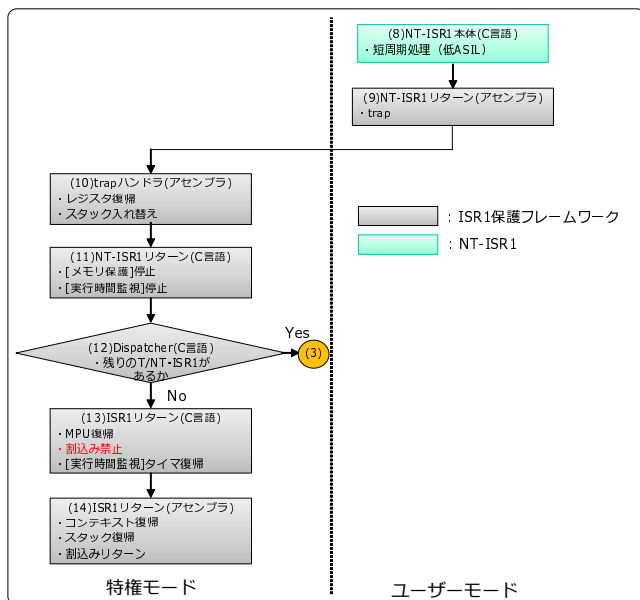 (8)NT-ISR1本体(C言語)
・短周期処理（低ASIL)
(9)NT-ISR1リターン(アセンブラ)
・trap
(10)trapハンドラ(アセンブラ)
・レジスタ復帰
・スタック入れ替え
：ISR1保護フレームワーク
：NT-ISR1
(11)NT-ISR1リターン(C言語)
・[メモリ保護]停止
・[実行時間監視]停止
(12)Dispatcher(C言語)
・残りのT/NT-ISR1が
あるか
Yes
(3)
No
(13)ISR1リターン(C言語)
・MPU復帰
・割込み禁止
・[実行時間監視]タイマ復帰
(14)ISR1リターン(アセンブラ)
・コンテキスト復帰
・スタック復帰
・割込みリターン
特権モード
ユーザーモード